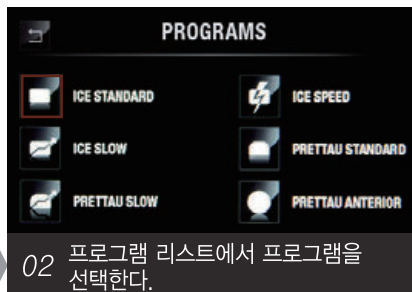 PROGRAMS
ICE STANDARD
ICE SPEED
ICE SLOW
PRETTAU STANDARD
PRETTAU SLOW
PRETTAU ANTERIOR
02 프로그램 리스트에서 프로그램을
선택한다.